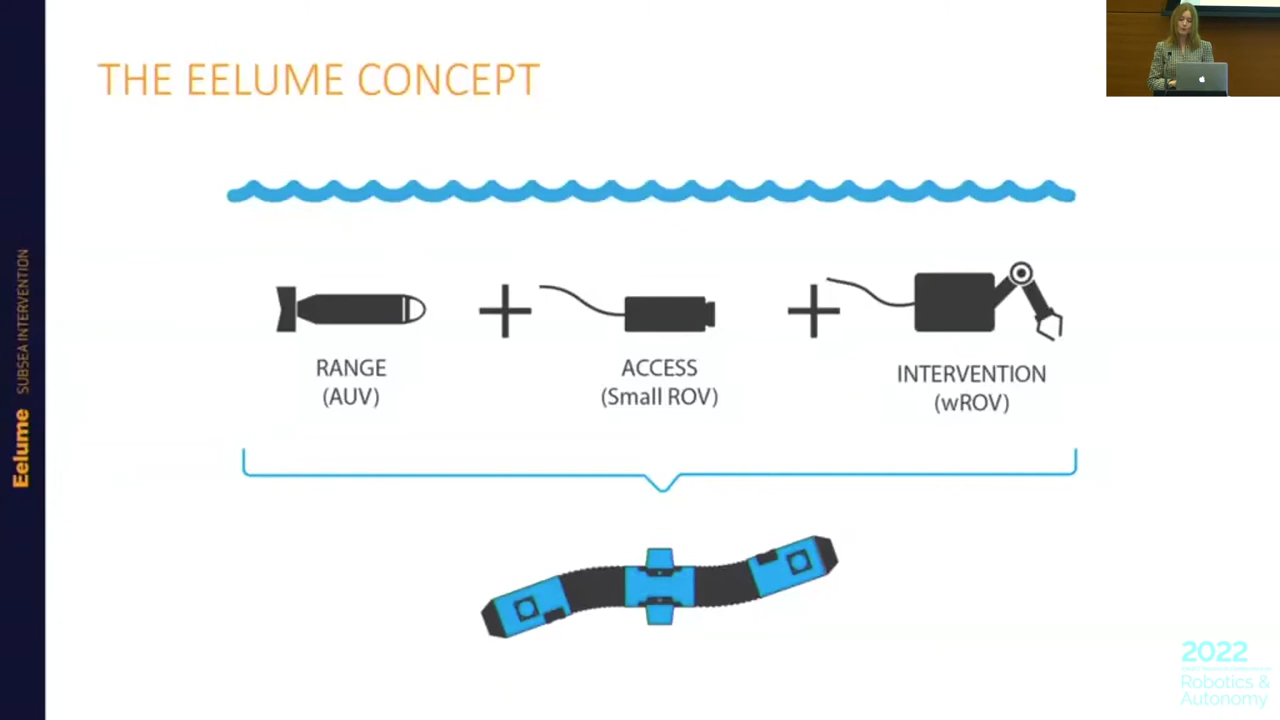 THE EELUME CONCEPT
RANGE
(AUV)
ACCESS
(Small ROV)
INTERVENTION
(wROV)
Eelume SUBSEA INTERVENTION
2022
Robotics &
Autonomy